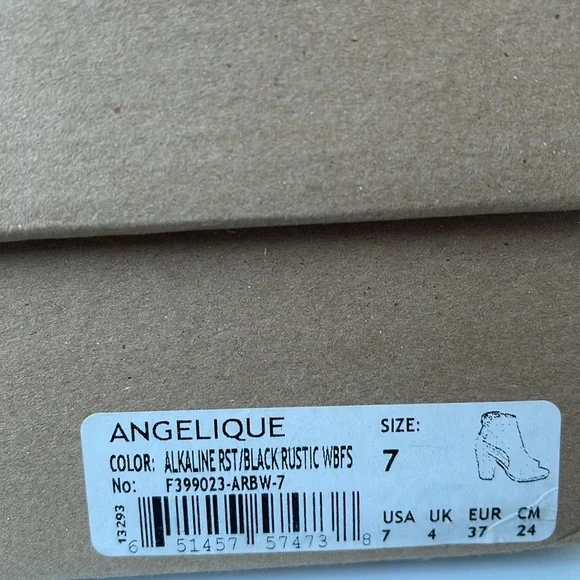 ANGELIQUE
COLOR: ALKALINE RST/BLACK RUSTIC WBFS
No: F399023-ARBW-7
13293
6 51457 57473 8
SIZE:
7
USA UK EUR CM
7 4 37 24